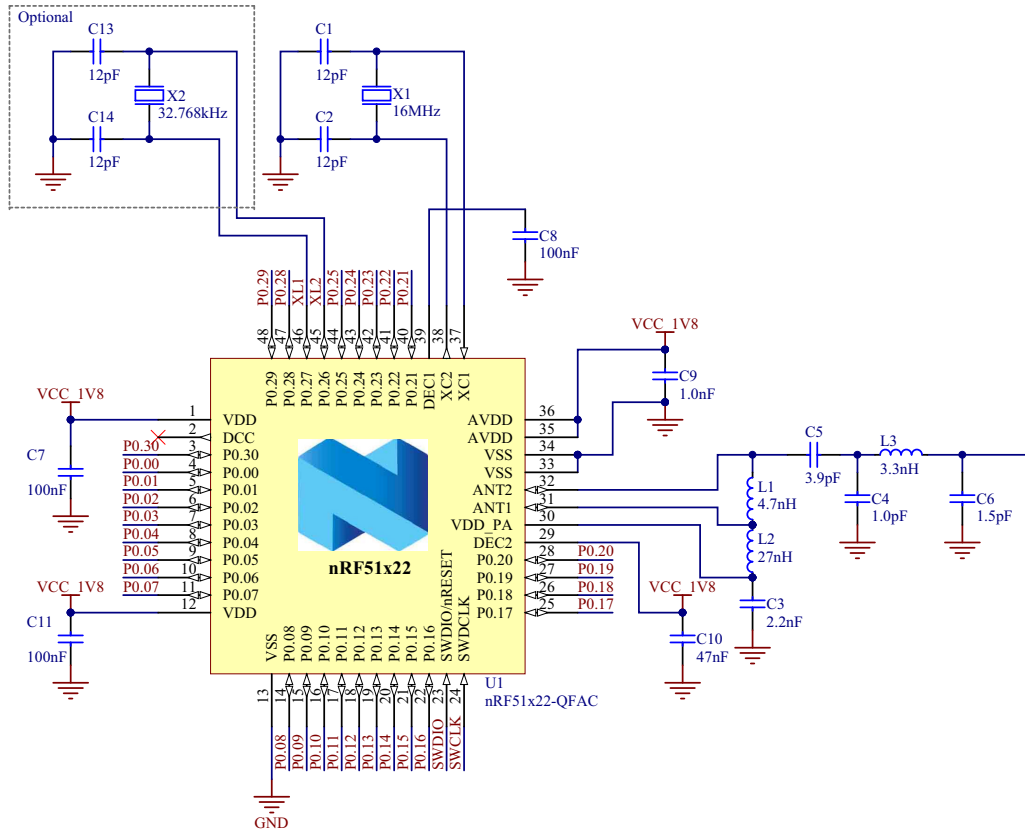 Optional
C13
12pF
X2
32.768kHz
C14
12pF
C1
12pF
X1
16MHz
C2
12pF
C8
100nF
P0.29
P0.28
XL1
XL2
P0.25
P0.24
P0.23
P0.22
P0.21
48
47
46
45
44
43
42
41
40
39
38
37
P0.29
P0.28
P0.27
P0.26
P0.25
P0.24
P0.23
P0.22
P0.21
DEC1
XC2
XC1
VCC_1V8
C7
100nF
VCC_1V8
C11
100nF
1 VDD
2 DCC
P0.30 3 P0.30
P0.00 4 P0.00
P0.01 5 P0.01
P0.02 6 P0.02
P0.03 7 P0.03
P0.04 8 P0.04
P0.05 9 P0.05
P0.06 10 P0.06
P0.07 11 P0.07
12 VDD
nRF51x22
AVDD 36
AVDD 35
VSS 34
VSS 33
ANT2 32
ANT1 31
VDD_PA 30
DEC2 29
P0.20 28 P0.20
P0.19 27 P0.19
P0.18 26 P0.18
P0.17 25 P0.17
VCC_1V8
C9
1.0nF
C5
3.9pF
L3
3.3nH
L1
4.7nH
C4
1.0pF
C6
1.5pF
L2
27nH
C3
2.2nF
VCC_1V8
C10
47nF
VSS
P0.08
P0.09
P0.10
P0.11
P0.12
P0.13
P0.14
P0.15
P0.16
SWDIO/nRESET
SWDCLK
13
14
15
16
17
18
19
20
21
22
23
24
P0.08
P0.09
P0.10
P0.11
P0.12
P0.13
P0.14
P0.15
P0.16
SWDIO
SWCLK
U1
nRF51x22-QFAC
GND